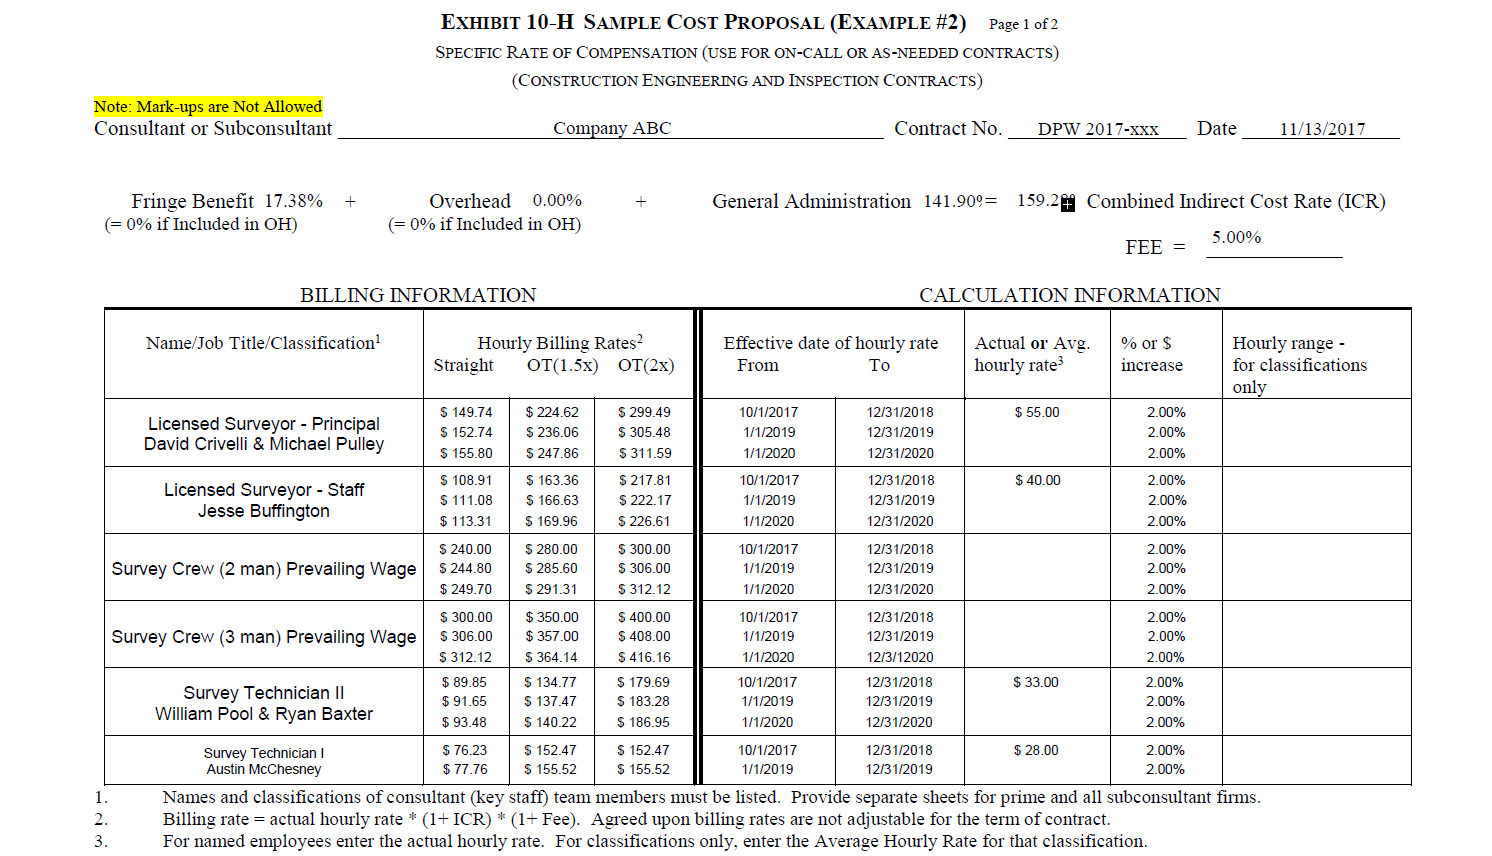 EXHIBIT 10-H SAMPLE COST PROPOSAL (EXAMPLE #2) Page 1 of 2
SPECIFIC RATE OF COMPENSATION (USE FOR ON-CALL OR AS-NEEDED CONTRACTS)
(CONSTRUCTION ENGINEERING AND INSPECTION CONTRACTS)
Note: Mark-ups are Not Allowed
Consultant or Subconsultant Company ABC Contract No. DPW 2017-xxx Date 11/13/2017
Fringe Benefit 17.38% + Overhead 0.00% + General Administration 141.90% = 159.2 Combined Indirect Cost Rate (ICR)
(= 0% if Included in OH) (= 0% if Included in OH)
FEE = 5.00%
BILLING INFORMATION CALCULATION INFORMATION
Name/Job Title/Classification1 Hourly Billing Rates2 Effective date of hourly rate Actual or Avg. % or $ Hourly range -
Straight OT(1.5x) OT(2x) From To hourly rate3 increase for classifications
only
Licensed Surveyor - Principal
David Crivelli & Michael Pulley
$ 149.74 $ 224.62 $ 299.49 10/1/2017 12/31/2018 $ 55.00 2.00%
$ 152.74 $ 236.06 $ 305.48 1/1/2019 12/31/2019 2.00%
$ 155.80 $ 247.86 $ 311.59 1/1/2020 12/31/2020 2.00%
Licensed Surveyor - Staff
Jesse Buffington
$ 108.91 $ 163.36 $ 217.81 10/1/2017 12/31/2018 $ 40.00 2.00%
$ 111.08 $ 166.63 $ 222.17 1/1/2019 12/31/2019 2.00%
$ 113.31 $ 169.96 $ 226.61 1/1/2020 12/31/2020 2.00%
Survey Crew (2 man) Prevailing Wage
$ 240.00 $ 280.00 $ 300.00 10/1/2017 12/31/2018 2.00%
$ 244.80 $ 285.60 $ 306.00 1/1/2019 12/31/2019 2.00%
$ 249.70 $ 291.31 $ 312.12 1/1/2020 12/31/2020 2.00%
Survey Crew (3 man) Prevailing Wage
$ 300.00 $ 350.00 $ 400.00 10/1/2017 12/31/2018 2.00%
$ 306.00 $ 357.00 $ 408.00 1/1/2019 12/31/2019 2.00%
$ 312.12 $ 364.14 $ 416.16 1/1/2020 12/3/12020 2.00%
Survey Technician II
William Pool & Ryan Baxter
$ 89.85 $ 134.77 $ 179.69 10/1/2017 12/31/2018 $ 33.00 2.00%
$ 91.65 $ 137.47 $ 183.28 1/1/2019 12/31/2019 2.00%
$ 93.48 $ 140.22 $ 186.95 1/1/2020 12/31/2020 2.00%
Survey Technician I
Austin McChesney
$ 76.23 $ 152.47 $ 152.47 10/1/2017 12/31/2018 $ 28.00 2.00%
$ 77.76 $ 155.52 $ 155.52 1/1/2019 12/31/2019 2.00%
1. Names and classifications of consultant (key staff) team members must be listed. Provide separate sheets for prime and all subconsultant firms.
2. Billing rate = actual hourly rate * (1+ ICR) * (1+ Fee). Agreed upon billing rates are not adjustable for the term of contract.
3. For named employees enter the actual hourly rate. For classifications only, enter the Average Hourly Rate for that classification.